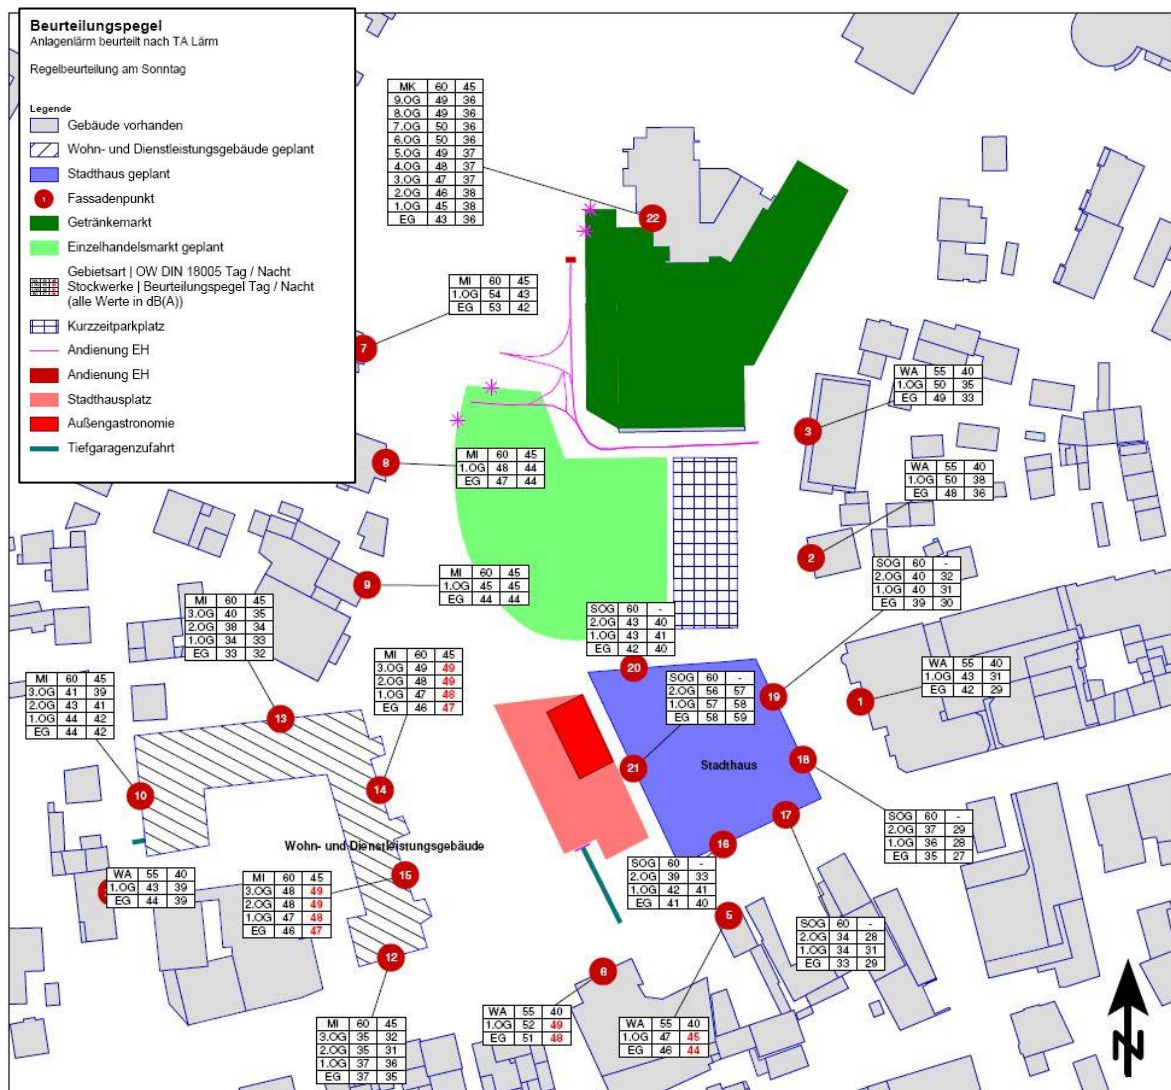 Beurteilungspegel
Anlagenlärm beurteilt nach TA Lärm
Regelbeurteilung am Sonntag
Legende
Gebäude vorhanden
Wohn- und Dienstleistungsgebäude geplant
Stadthaus geplant
1 Fassadenpunkt
Getränkemarkt
Einzelhandelsmarkt geplant
Gebietsart | OW DIN 18005 Tag / Nacht
Stockwerke | Beurteilungspegel Tag / Nacht
(alle Werte in dB(A))
Kurzzeitparkplatz
Andienung EH
Andienung EH
Stadthausplatz
Außengastronomie
Tiefgaragenzufahrt
MK 60 45
9.OG 49 36
8.OG 49 36
7.OG 50 36
6.OG 50 36
5.OG 49 37
4.OG 48 37
3.OG 47 37
2.OG 46 38
1.OG 45 38
EG 43 36
22
MI 60 45
1.OG 54 43
EG 53 42
7
WA 55 40
1.OG 50 35
EG 49 33
3
MI 60 45
1.OG 48 44
EG 47 44
8
WA 55 40
1.OG 50 38
EG 48 36
2
MI 60 45
1.OG 45 45
EG 44 44
9
SOG 60 -
2.OG 40 32
1.OG 40 31
EG 39 30
19
MI 60 45
3.OG 40 35
2.OG 38 34
1.OG 34 33
EG 33 32
13
SOG 60 -
2.OG 43 40
1.OG 43 41
EG 42 40
20
MI 60 45
3.OG 49 49
2.OG 48 49
1.OG 47 48
EG 46 47
14
MI 60 45
3.OG 41 39
2.OG 43 41
1.OG 44 42
EG 44 42
10
SOG 60 -
2.OG 56 57
1.OG 57 58
EG 58 59
21
WA 55 40
1.OG 43 31
EG 42 29
1
Stadthaus
18
SOG 60 -
2.OG 37 29
1.OG 36 28
EG 35 27
17
16
Wohn- und Dienstleistungsgebäude
WA 55 40
1.OG 43 39
EG 44 39
MI 60 45
3.OG 48 49
2.OG 48 49
1.OG 47 48
EG 46 47
15
SOG 60 -
2.OG 39 33
1.OG 42 41
EG 41 40
5
SOG 60 -
2.OG 34 28
1.OG 34 31
EG 33 29
12
6
MI 60 45
3.OG 35 32
2.OG 35 31
1.OG 37 36
EG 37 35
WA 55 40
1.OG 52 49
EG 51 48
WA 55 40
1.OG 47 45
EG 46 44
N